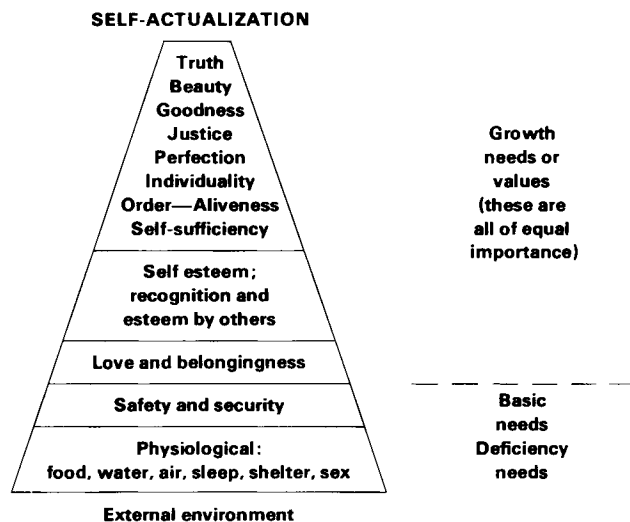 SELF-ACTUALIZATION
Truth
Beauty
Goodness
Justice
Perfection
Individuality
Order—Aliveness
Self-sufficiency
Self esteem;
recognition and
esteem by others
Love and belongingness
Safety and security
Physiological:
food, water, air, sleep, shelter, sex
External environment
Growth
needs or
values
(these are
all of equal
importance)
Basic
needs
Deficiency
needs